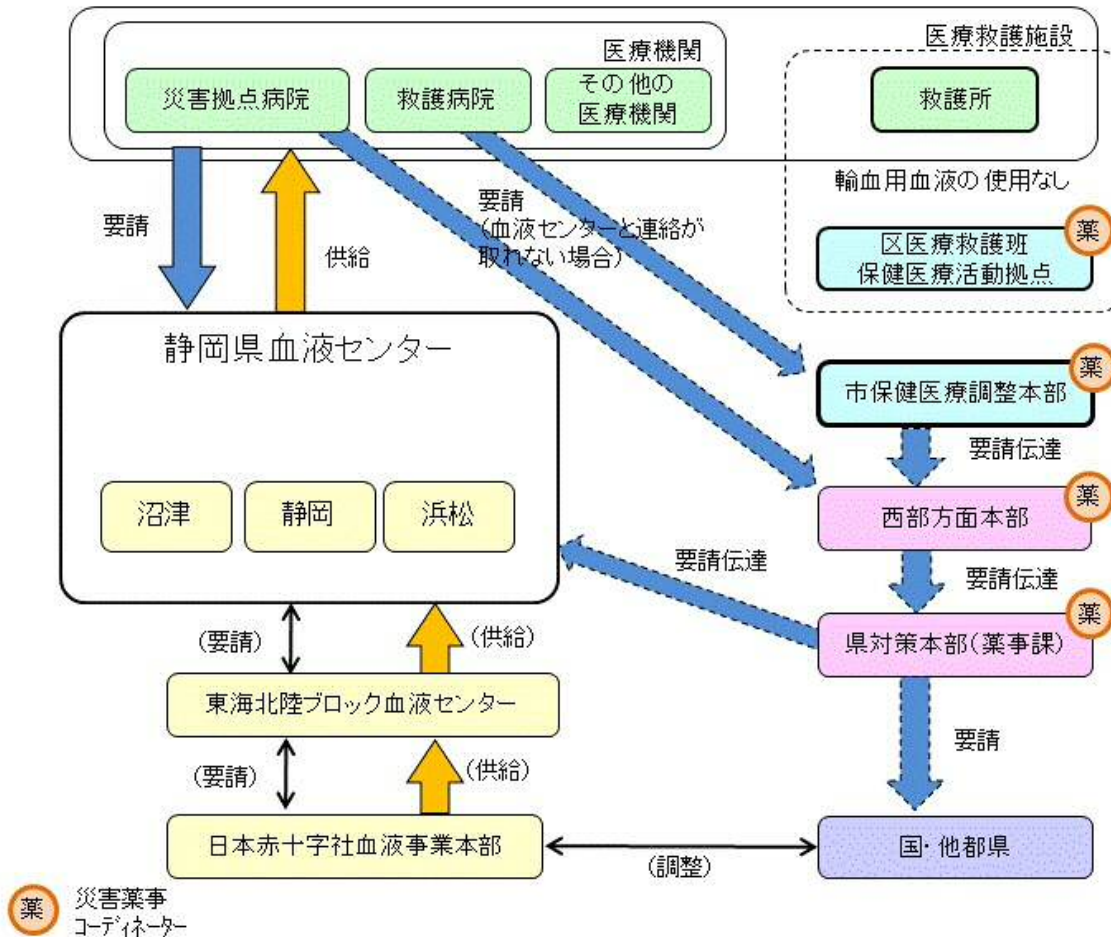 医療救護施設
医療機関
災害拠点病院
救護病院
その他の
医療機関
救護所
輸血用血液の使用なし
要請
供給
要請
(血液センターと連絡が
取れない場合)
薬
区医療救護班
保健医療活動拠点
静岡県血液センター
薬
市保健医療調整本部
要請伝達
沼津
静岡
浜松
薬
西部方面本部
要請伝達
要請伝達
薬
県対策本部(薬事課)
(要請)
(供給)
東海北陸ブロック血液センター
要請
(要請)
(供給)
日本赤十字社血液事業本部
(調整)
国・他都県
薬
災害薬事
コーディネーター